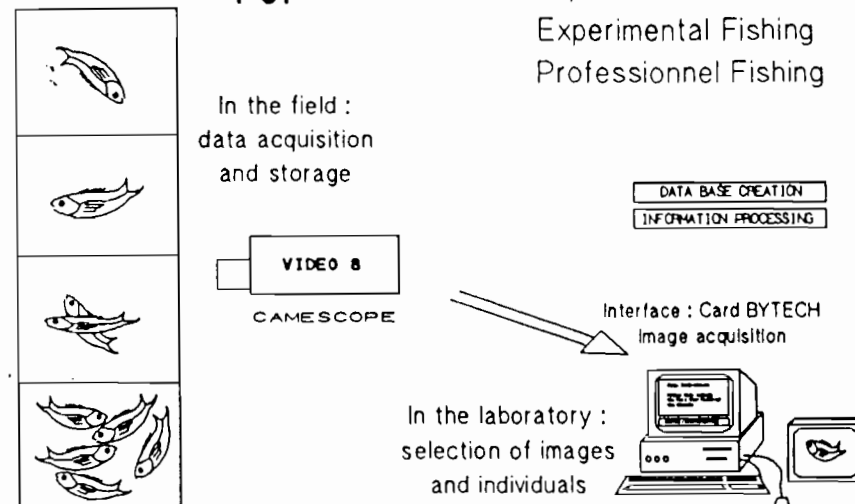 Experimental Fishing
Professionnel Fishing
In the field :
data acquisition
and storage
DATA BASE CREATION
INFORMATION PROCESSING
VIDEO 8
CAMESCOPE
Interface : Card BYTECH
Image acquisition
In the laboratory :
selection of images
and individuals